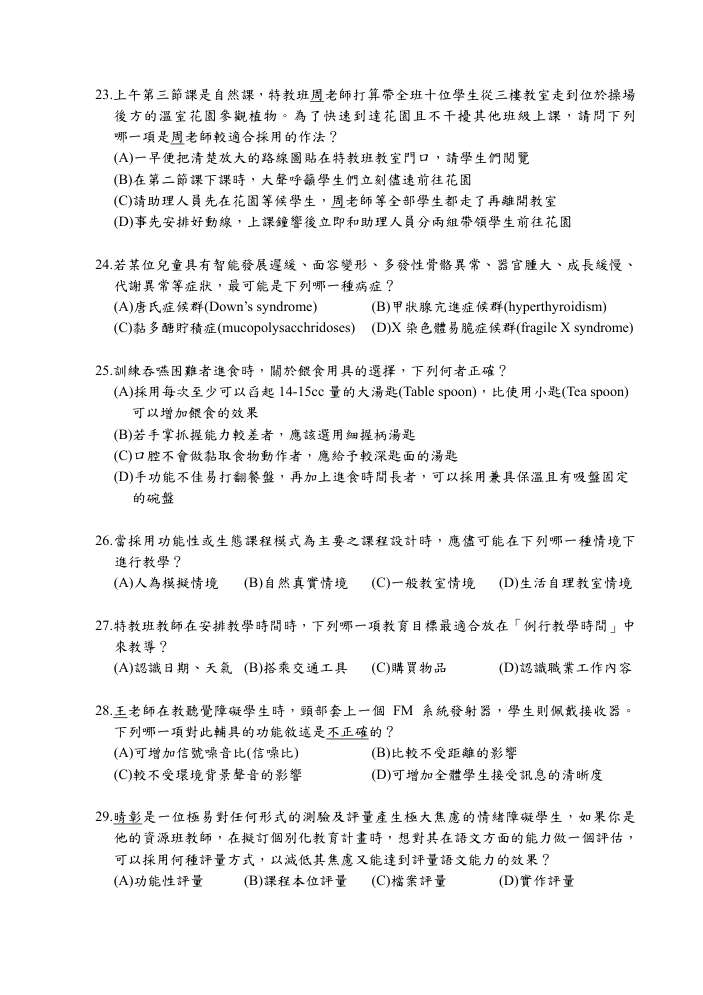 23.上午第三節課是自然課，特教班周老師打算帶全班十位學生從三樓教室走到位於操場
後方的溫室花園參觀植物。為了快速到達花園且不干擾其他班級上課，請問下列
哪一項是周老師較適合採用的作法？
(A)一早便把清楚放大的路線圖貼在特教班教室門口，請學生們閱覽
(B)在第二節課下課時，大聲呼籲學生們立刻儘速前往花園
(C)請助理人員先在花園等候學生，周老師等全部學生都走了再離開教室
(D)事先安排好動線，上課鐘響後立即和助理人員分兩組帶領學生前往花園
24.若某位兒童具有智能發展遲緩、面容變形、多發性骨骼異常、器官腫大、成長緩慢、
代謝異常等症狀，最可能是下列哪一種病症？
(A)唐氏症候群(Down's syndrome) (B)甲狀腺亢進症候群(hyperthyroidism)
(C)黏多醣貯積症(mucopolysacchridoses) (D)X 染色體易脆症候群(fragile X syndrome)
25.訓練吞嚥困難者進食時，關於餵食用具的選擇，下列何者正確？
(A)採用每次至少可以舀起 14-15cc 量的大湯匙(Table spoon)，比使用小匙(Tea spoon)
可以增加餵食的效果
(B)若手掌抓握能力較差者，應該選用細握柄湯匙
(C)口腔不會做黏取食物動作者，應給予較深匙面的湯匙
(D)手功能不佳易打翻餐盤，再加上進食時間長者，可以採用兼具保溫且有吸盤固定
的碗盤
26.當採用功能性或生態課程模式為主要之課程設計時，應儘可能在下列哪一種情境下
進行教學？
(A)人為模擬情境 (B)自然真實情境 (C)一般教室情境 (D)生活自理教室情境
27.特教班教師在安排教學時間時，下列哪一項教育目標最適合放在「例行教學時間」中
來教導？
(A)認識日期、天氣 (B)搭乘交通工具 (C)購買物品 (D)認識職業工作內容
28.王老師在教聽覺障礙學生時，頸部套上一個 FM 系統發射器，學生則佩戴接收器。
下列哪一項對此輔具的功能敘述是不正確的？
(A)可增加信號噪音比(信噪比) (B)比較不受距離的影響
(C)較不受環境背景聲音的影響 (D)可增加全體學生接受訊息的清晰度
29.晴彰是一位極易對任何形式的測驗及評量產生極大焦慮的情緒障礙學生，如果你是
他的資源班教師，在擬訂個別化教育計畫時，想對其在語文方面的能力做一個評估，
可以採用何種評量方式，以減低其焦慮又能達到評量語文能力的效果？
(A)功能性評量 (B)課程本位評量 (C)檔案評量 (D)實作評量